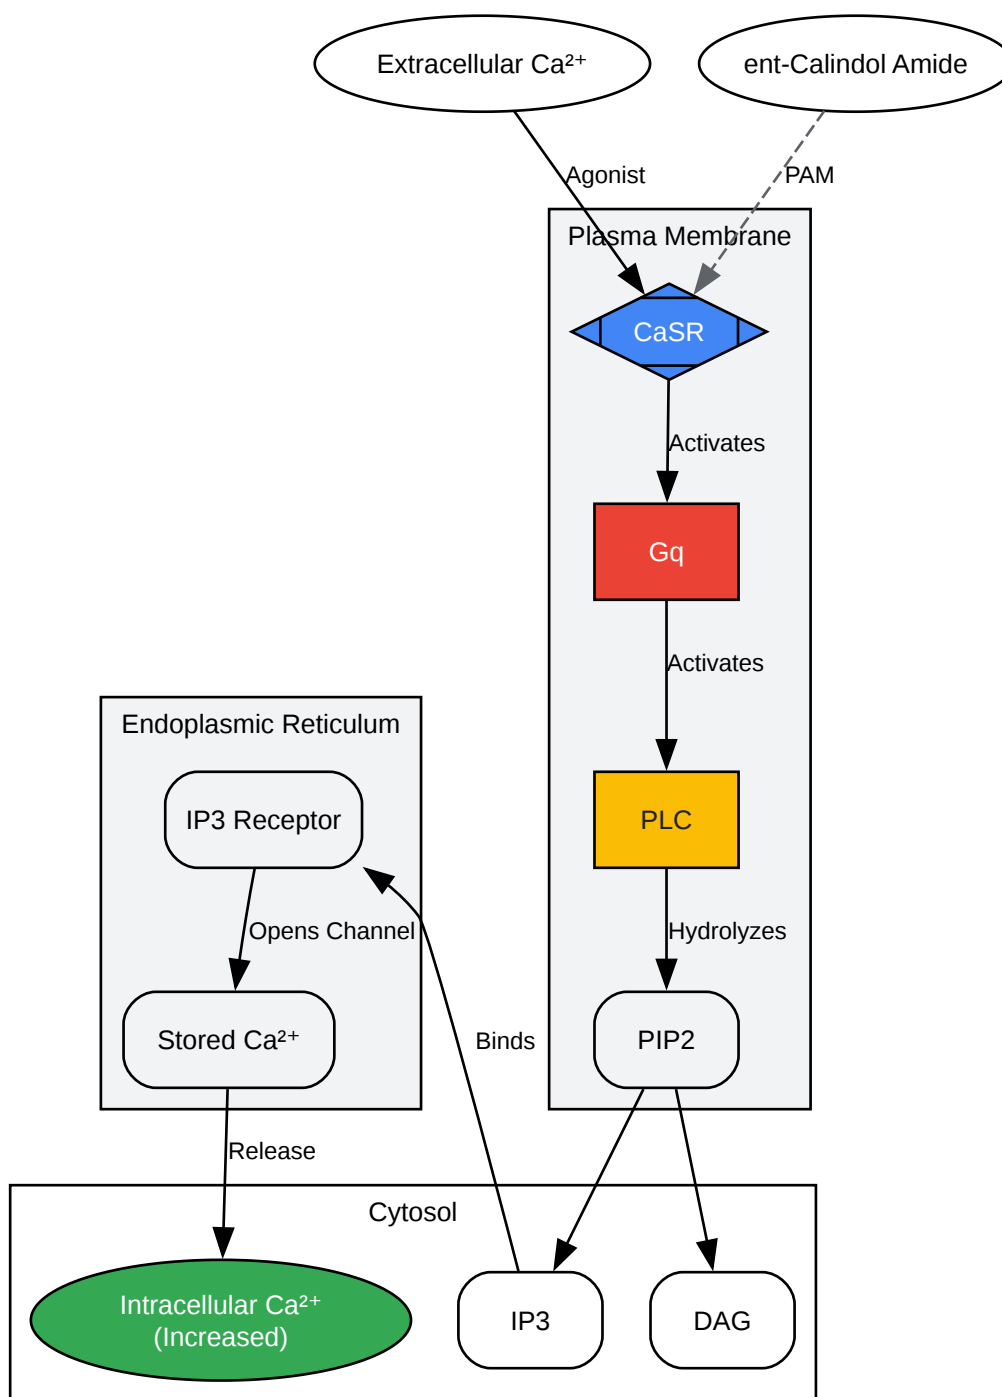 Extracellular Ca²⁺
ent-Calindol Amide
Agonist
PAM
Plasma Membrane
CaSR
Activates
Gq
Activates
Endoplasmic Reticulum
IP3 Receptor
PLC
Opens Channel
Hydrolyzes
Stored Ca²⁺
Binds
PIP2
Release
Cytosol
Intracellular Ca²⁺
(Increased)
IP3
DAG